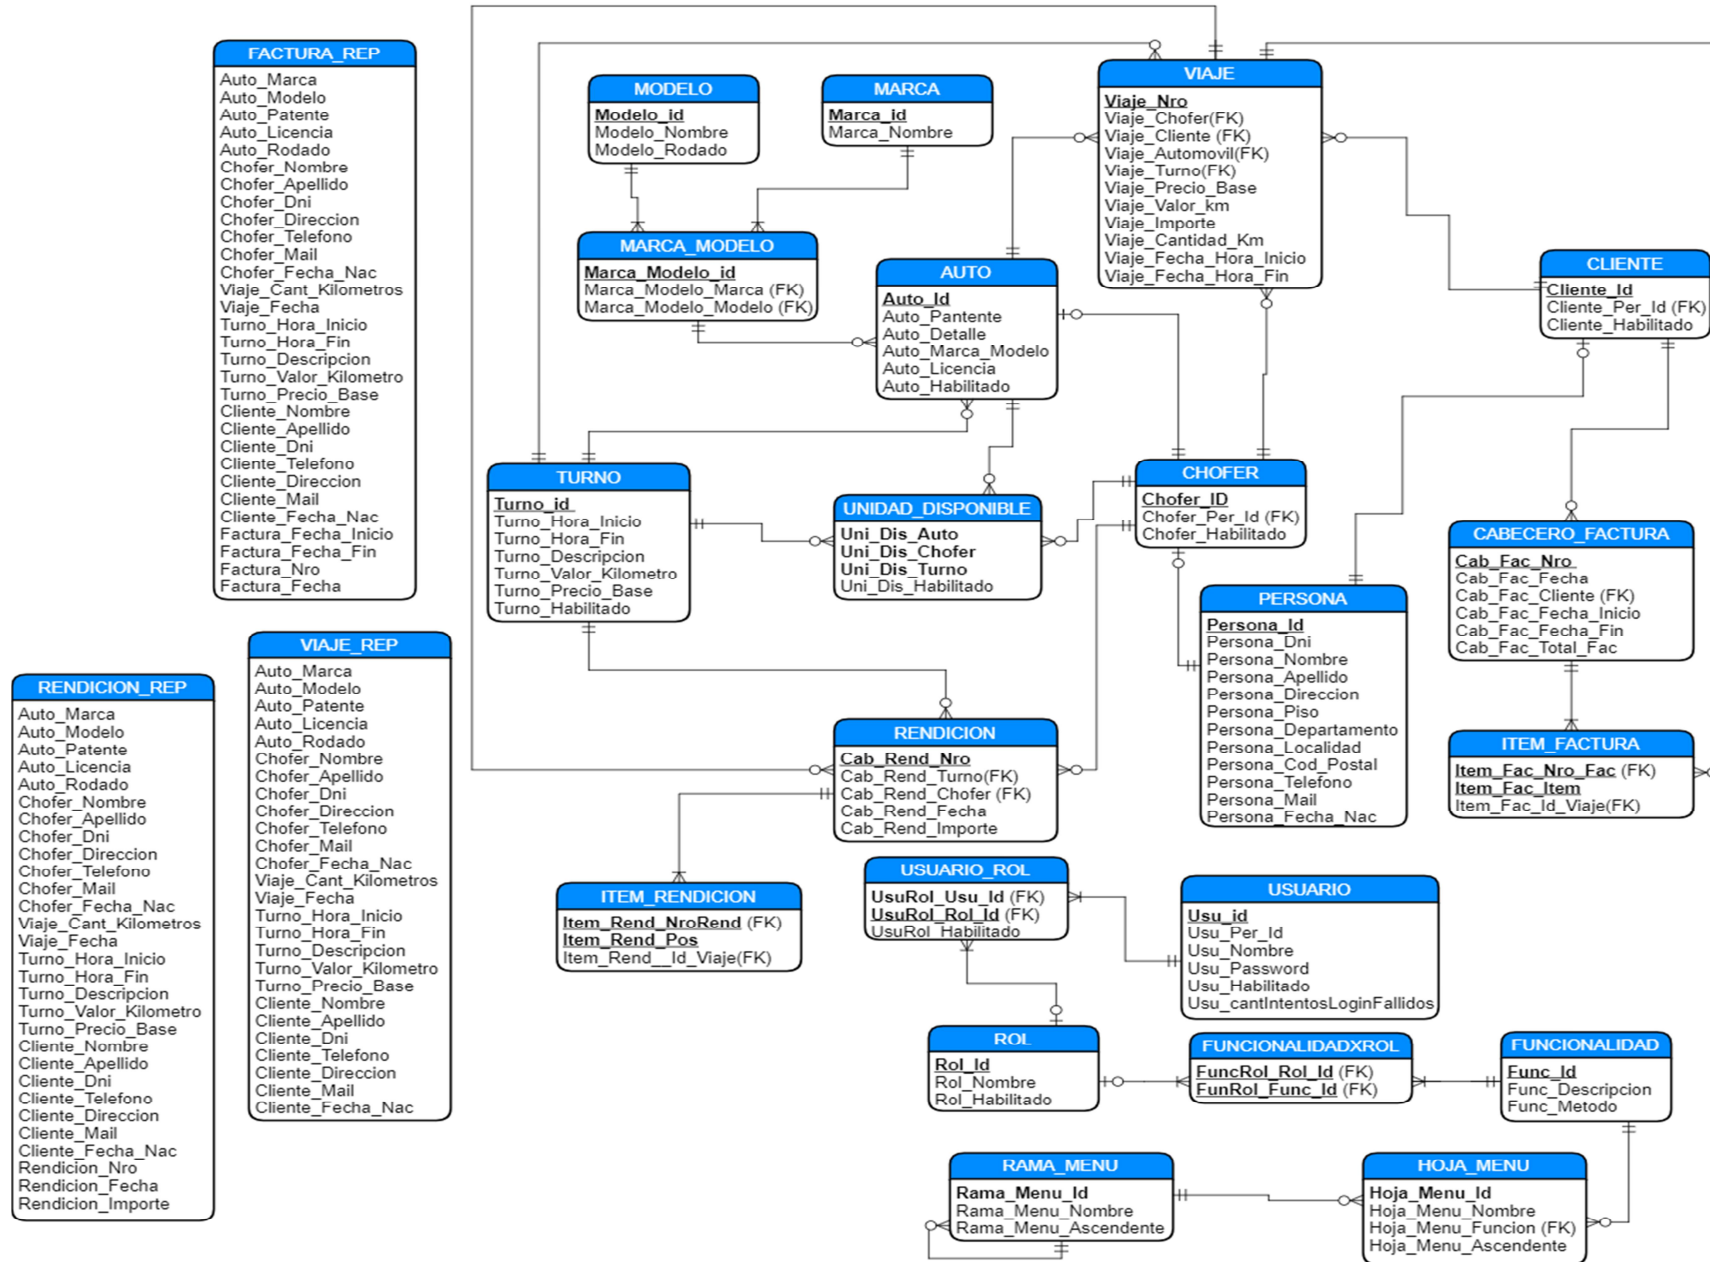 FACTURA_REP
Auto_Marca
Auto_Modelo
Auto_Patente
Auto_Licencia
Auto_Rodado
Chofer_Nombre
Chofer_Apellido
Chofer_Dni
Chofer_Direccion
Chofer_Telefono
Chofer_Mail
Chofer_Fecha_Nac
Viaje_Cant_Kilometros
Viaje_Fecha
Turno_Hora_Inicio
Turno_Hora_Fin
Turno_Descripcion
Turno_Valor_Kilometro
Turno_Precio_Base
Cliente_Nombre
Cliente_Apellido
Cliente_Dni
Cliente_Telefono
Cliente_Direccion
Cliente_Mail
Cliente_Fecha_Nac
Factura_Fecha_Inicio
Factura_Fecha_Fin
Factura_Nro
Factura_Fecha
MODELO
Modelo_id
Modelo_Nombre
Modelo_Rodado
MARCA
Marca_id
Marca_Nombre
VIAJE
Viaje_Nro
Viaje_Chofer(FK)
Viaje_Cliente (FK)
Viaje_Automovil(FK)
Viaje_Turno(FK)
Viaje_Precio_Base
Viaje_Valor_km
Viaje_Importe
Viaje_Cantidad_Km
Viaje_Fecha_Hora_Inicio
Viaje_Fecha_Hora_Fin
MARCA_MODELO
Marca_Modelo_id
Marca_Modelo_Marca (FK)
Marca_Modelo_Modelo (FK)
AUTO
Auto_Id
Auto_Pantente
Auto_Detalle
Auto_Marca_Modelo
Auto_Licencia
Auto_Habilitado
CLIENTE
Cliente_Id
Cliente_Per_Id (FK)
Cliente_Habilitado
TURNO
Turno_id
Turno_Hora_Inicio
Turno_Hora_Fin
Turno_Descripcion
Turno_Valor_Kilometro
Turno_Precio_Base
Turno_Habilitado
UNIDAD_DISPONIBLE
Uni_Dis_Auto
Uni_Dis_Chofer
Uni_Dis_Turno
Uni_Dis_Habilitado
CHOFER
Chofer_ID
Chofer_Per_Id (FK)
Chofer_Habilitado
CABECERO_FACTURA
Cab_Fac_Nro
Cab_Fac_Fecha
Cab_Fac_Cliente (FK)
Cab_Fac_Fecha_Inicio
Cab_Fac_Fecha_Fin
Cab_Fac_Total_Fac
PERSONA
Persona_Id
Persona_Dni
Persona_Nombre
Persona_Apellido
Persona_Direccion
Persona_Piso
Persona_Departamento
Persona_Localidad
Persona_Cod_Postal
Persona_Telefono
Persona_Mail
Persona_Fecha_Nac
RENDICION_REP
Auto_Marca
Auto_Modelo
Auto_Patente
Auto_Licencia
Auto_Rodado
Chofer_Nombre
Chofer_Apellido
Chofer_Dni
Chofer_Direccion
Chofer_Telefono
Chofer_Mail
Chofer_Fecha_Nac
Viaje_Cant_Kilometros
Viaje_Fecha
Turno_Hora_Inicio
Turno_Hora_Fin
Turno_Descripcion
Turno_Valor_Kilometro
Turno_Precio_Base
Cliente_Nombre
Cliente_Apellido
Cliente_Dni
Cliente_Telefono
Cliente_Direccion
Cliente_Mail
Cliente_Fecha_Nac
Rendicion_Nro
Rendicion_Fecha
Rendicion_Importe
VIAJE_REP
Auto_Marca
Auto_Modelo
Auto_Patente
Auto_Licencia
Auto_Rodado
Chofer_Nombre
Chofer_Apellido
Chofer_Dni
Chofer_Direccion
Chofer_Telefono
Chofer_Mail
Chofer_Fecha_Nac
Viaje_Cant_Kilometros
Viaje_Fecha
Turno_Hora_Inicio
Turno_Hora_Fin
Turno_Descripcion
Turno_Valor_Kilometro
Turno_Precio_Base
Cliente_Nombre
Cliente_Apellido
Cliente_Dni
Cliente_Telefono
Cliente_Direccion
Cliente_Mail
Cliente_Fecha_Nac
RENDICION
Cab_Rend_Nro
Cab_Rend_Turno(FK)
Cab_Rend_Chofer (FK)
Cab_Rend_Fecha
Cab_Rend_Importe
ITEM_FACTURA
Item_Fac_Nro_Fac (FK)
Item_Fac_Item
Item_Fac_Id_Viaje(FK)
ITEM_RENDICION
Item_Rend_NroRend (FK)
Item_Rend_Pos
Item_Rend__Id_Viaje(FK)
USUARIO_ROL
UsuRol_Usu_Id (FK)
UsuRol_Rol_Id (FK)
UsuRol_Habilitado
USUARIO
Usu_id
Usu_Per_Id
Usu_Nombre
Usu_Password
Usu_Habilitado
Usu_cantIntentosLoginFallidos
ROL
Rol_Id
Rol_Nombre
Rol_Habilitado
FUNCIONALIDADXROL
FuncRol_Rol_Id (FK)
FunRol_Func_Id (FK)
FUNCIONALIDAD
Func_Id
Func_Descripcion
Func_Metodo
RAMA_MENU
Rama_Menu_Id
Rama_Menu_Nombre
Rama_Menu_Ascendente
HOJA_MENU
Hoja_Menu_Id
Hoja_Menu_Nombre
Hoja_Menu_Funcion (FK)
Hoja_Menu_Ascendente